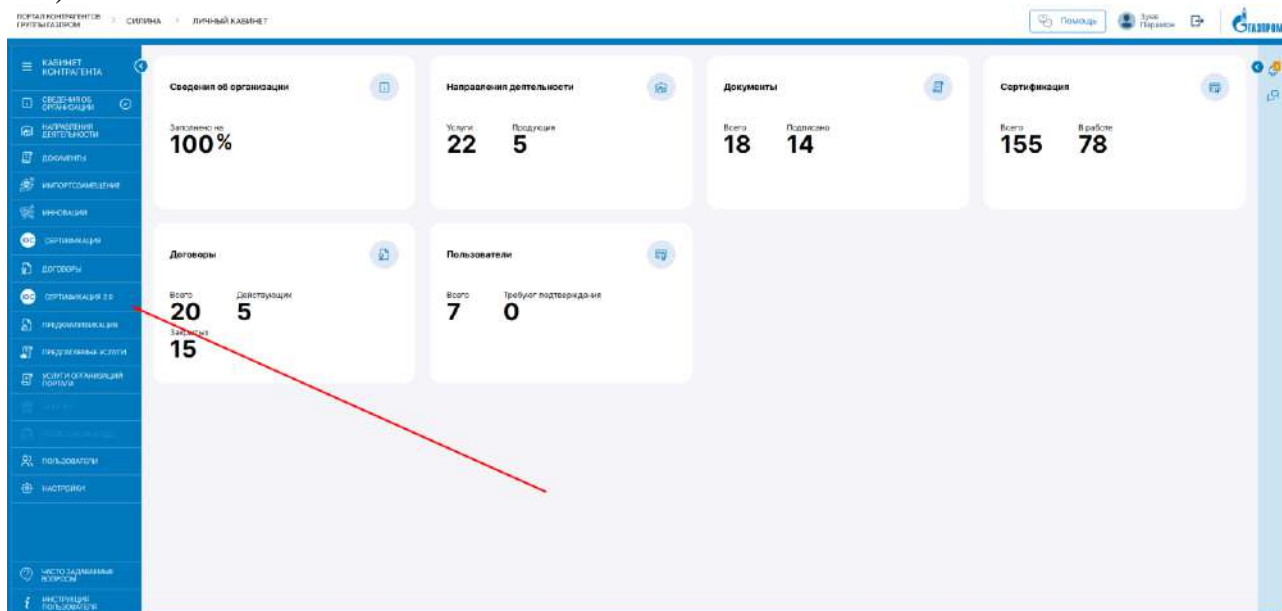 ПОРТАЛ КОНТРАГЕНТОВ
ГРУППЫ ГАЗПРОМ
СИЛИНА
ЛИЧНЫЙ КАБИНЕТ
Помощь
ГАЗПРОМ
КАБИНЕТ
КОНТРАГЕНТА
СВЕДЕНИЯ ОБ
ОРГАНИЗАЦИИ
НАПРАВЛЕНИЯ
ДЕЯТЕЛЬНОСТИ
ДОКУМЕНТЫ
ИМПОРТОЗАМЕЩЕНИЕ
ИННОВАЦИИ
СЕРТИФИКАЦИЯ
ДОГОВОРЫ
СЕРТИФИКАЦИЯ 2.0
ПРЕДКВАЛИФИКАЦИЯ
ПРЕДЛАГАЕМЫЕ УСЛУГИ
УСЛУГИ ОРГАНИЗАЦИЙ
ПОРТАЛА
ПОЛЬЗОВАТЕЛИ
НАСТРОЙКИ
ЧАСТО ЗАДАВАЕМЫЕ
ВОПРОСЫ
ИНСТРУКЦИЯ
ПОЛЬЗОВАТЕЛЯ
Сведения об организации
Заполнено на
100%
Направления деятельности
Услуги Продукция
22 5
Документы
Всего Подписано
18 14
Сертификация
Всего В работе
155 78
Договоры
Всего Действующих
20 5
Закрытых
15
Пользователи
Всего Требуют подтверждения
7 0